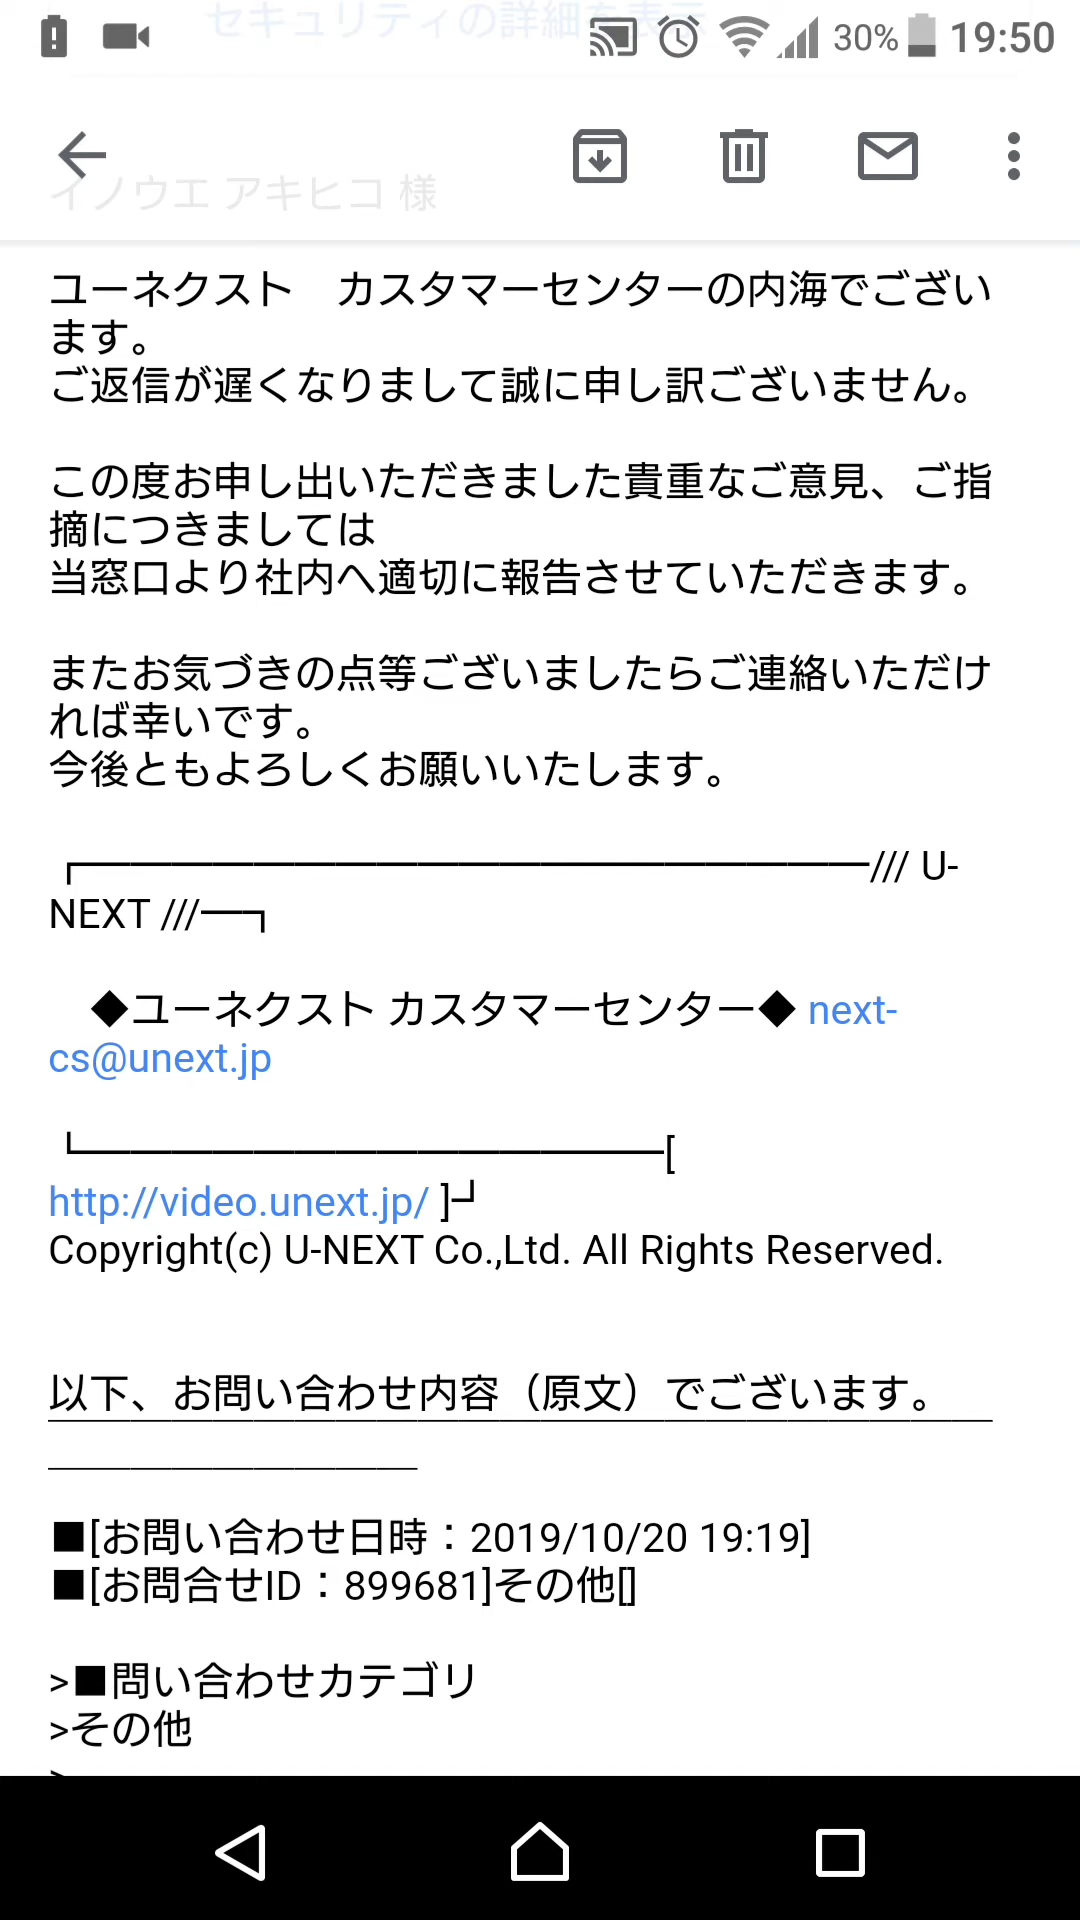 セキュリティの詳細を表示
30% 19:50
イノウエ アキヒコ 様
ユーネクスト　カスタマーセンターの内海でござい
ます。
ご返信が遅くなりまして誠に申し訳ございません。
この度お申し出いただきました貴重なご意見、ご指
摘につきましては
当窓口より社内へ適切に報告させていただきます。
またお気づきの点等ございましたらご連絡いただけ
れば幸いです。
今後ともよろしくお願いいたします。
┏━━━━━━━━━━━━━━━━━━━/// U-
NEXT ///━┓
◆ユーネクスト カスタマーセンター◆ next-
cs@unext.jp
┗━━━━━━━━━━━━━━[
http://video.unext.jp/ ]┛
Copyright(c) U-NEXT Co.,Ltd. All Rights Reserved.
以下、お問い合わせ内容（原文）でございます。
■[お問い合わせ日時：2019/10/20 19:19]
■[お問合せID：899681]その他[]
>■問い合わせカテゴリ
>その他
>